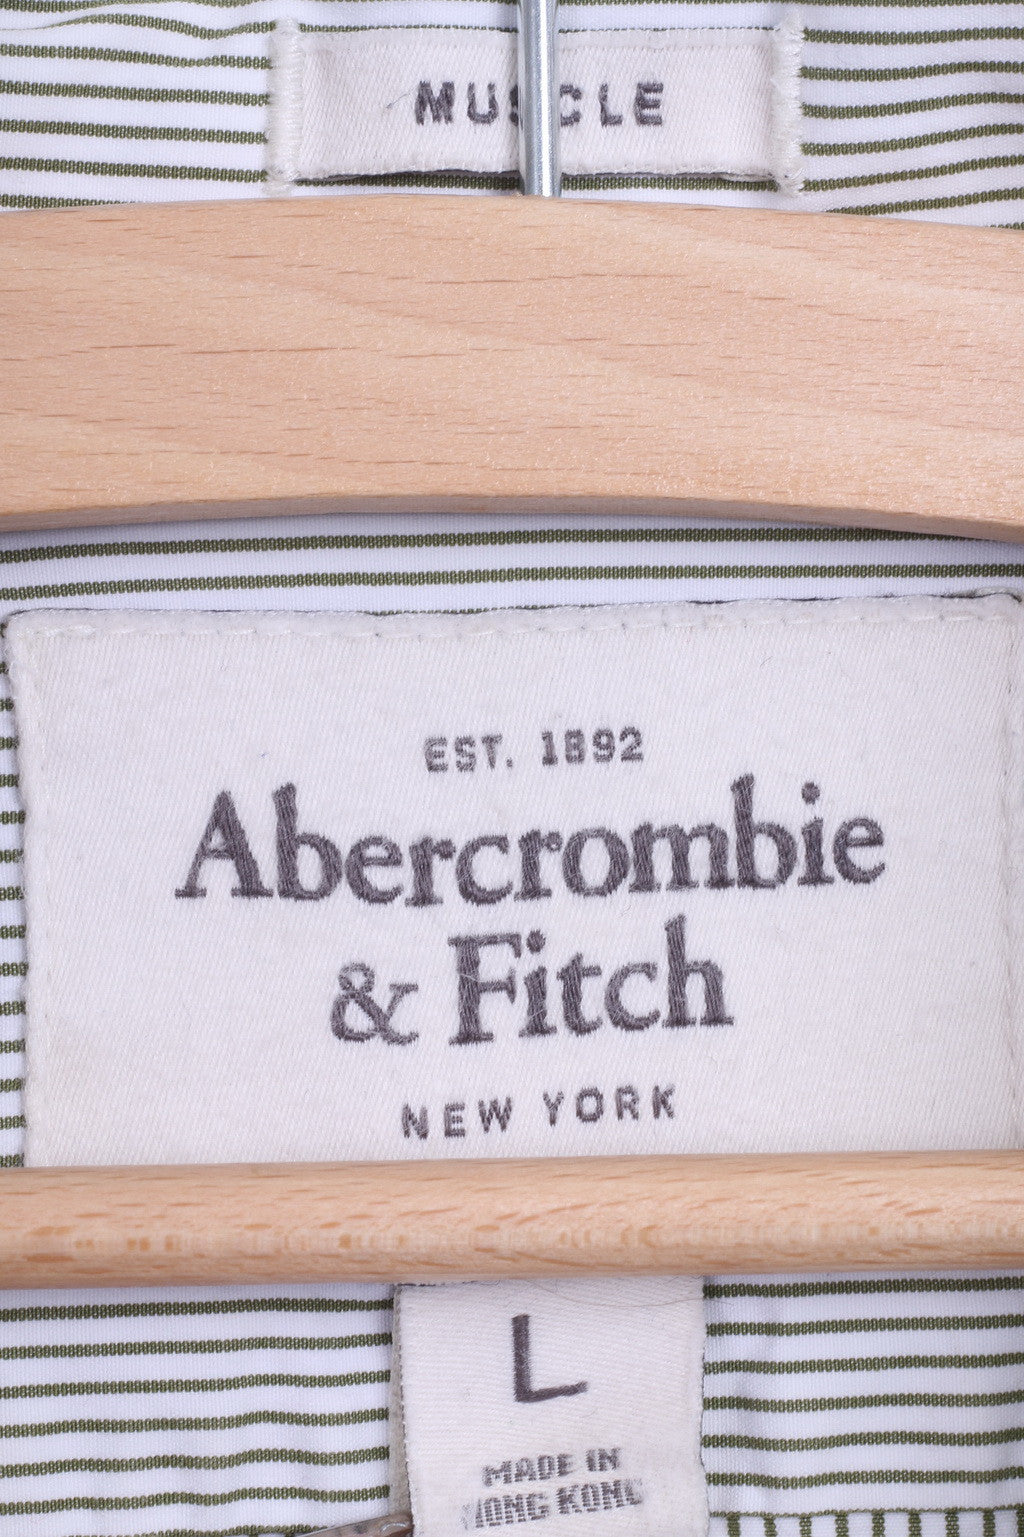 MUSCLE
EST. 1892
Abercrombie
& Fitch
NEW YORK
L
MADE IN
HONG KONG